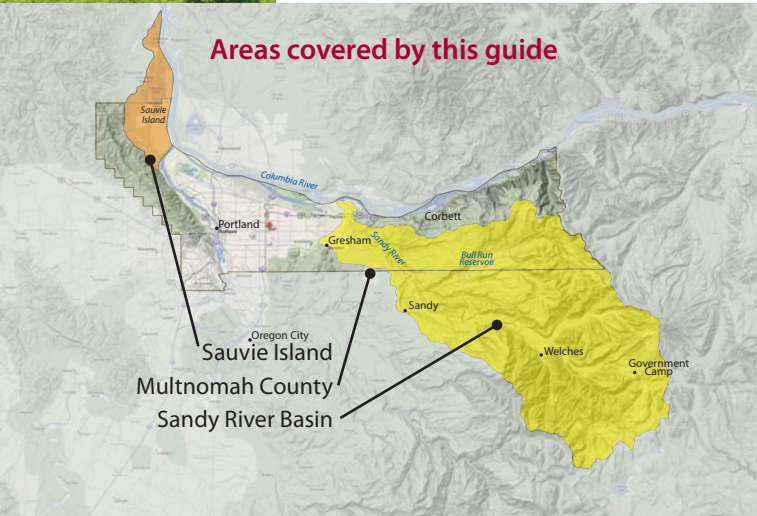 Areas covered by this guide
Sauvie
Island
Columbia River
Portland
Corbett
Gresham
Sandy River
Bull Run
Reservoir
Sandy
Oregon City
Welches
Government
Camp
Sauvie Island
Multnomah County
Sandy River Basin